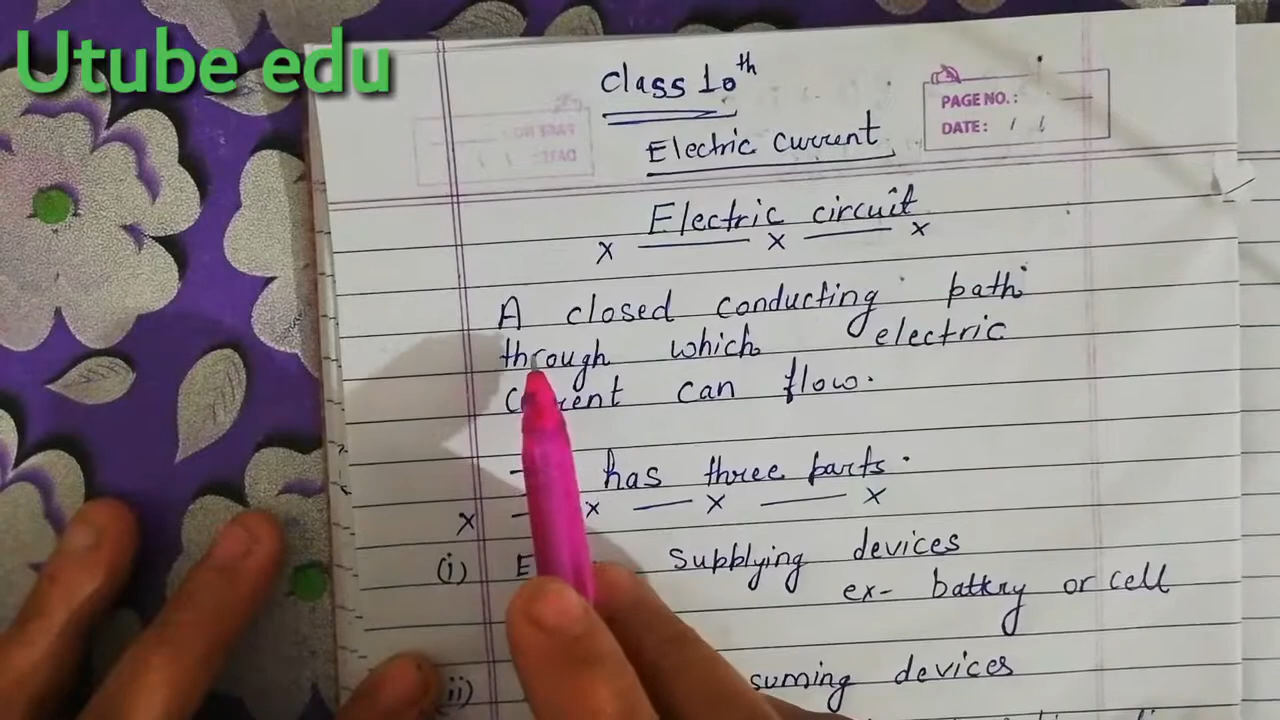 Utube edu
Class 10th
Electric Current
PAGE NO.:
DATE: / /
Electric circuit
x x x
A closed conducting path
through which electric
current can flow.
has three parts.
x x x x
(i) E supplying devices
ex- battery or cell
(ii) suming devices